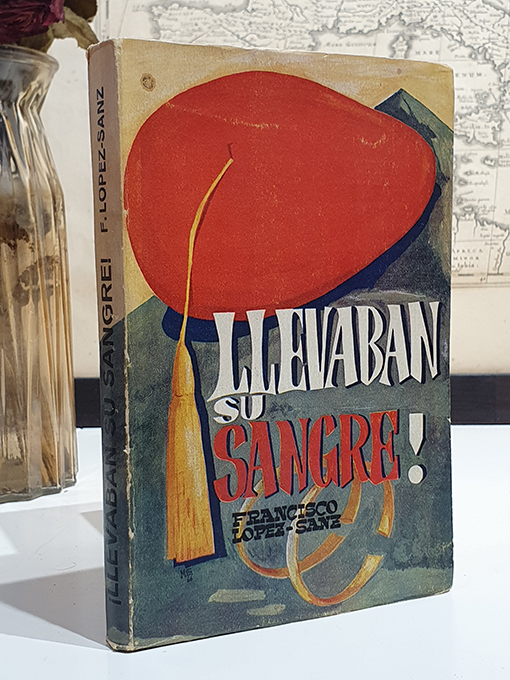 LLEVABAN
SU
SANGRE!
FRANCISCO
LOPEZ-SANZ
¡LLEVABAN SU SANGRE! F. LOPEZ-SANZ